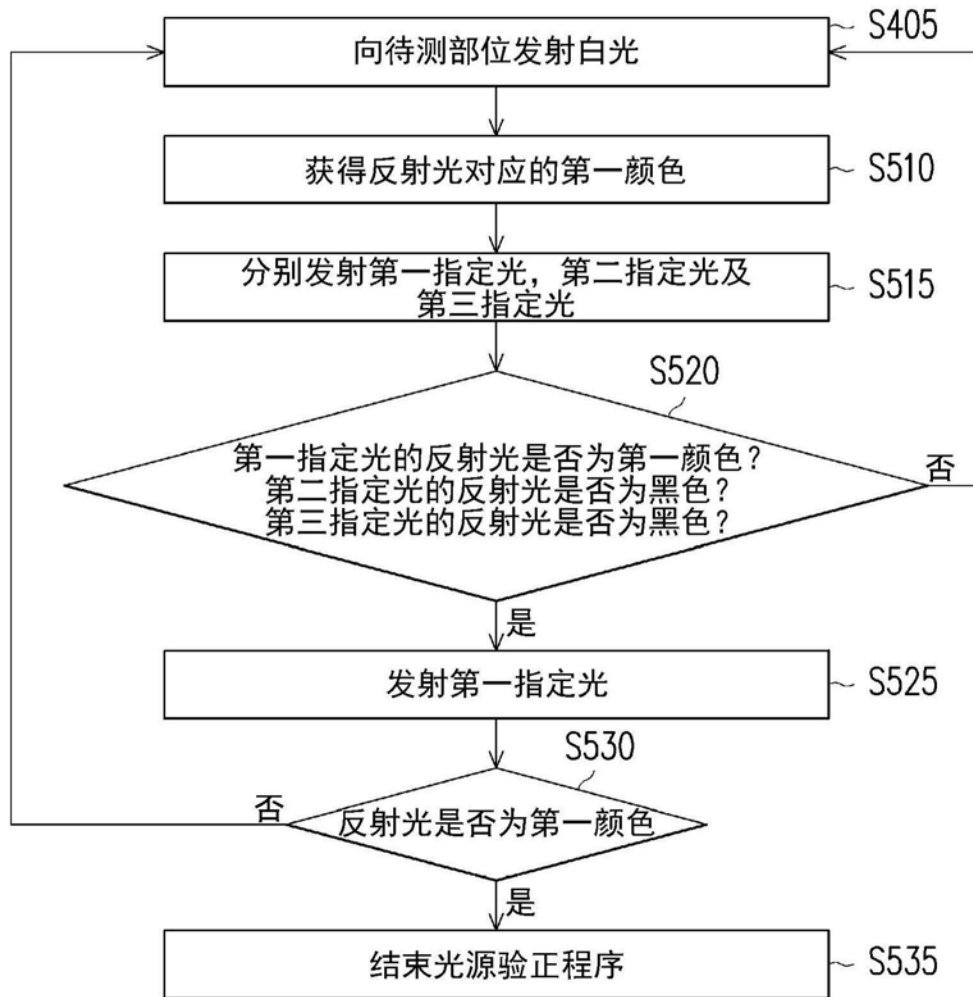 S405
向待测部位发射白光
获得反射光对应的第一颜色
S510
分别发射第一指定光，第二指定光及
第三指定光
S515
S520
第一指定光的反射光是否为第一颜色？
第二指定光的反射光是否为黑色？
第三指定光的反射光是否为黑色？
否
是
发射第一指定光
S525
S530
否
反射光是否为第一颜色
是
结束光源验正程序
S535